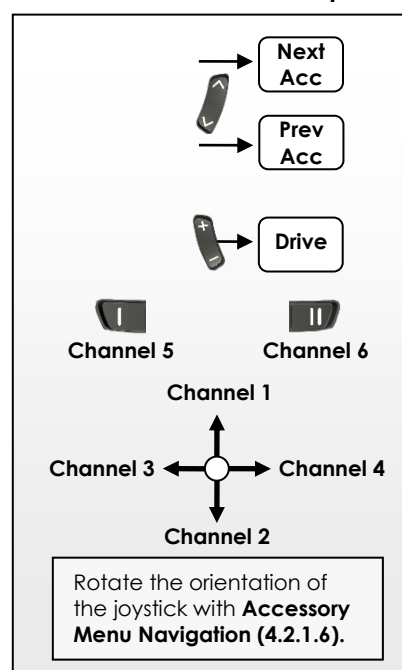 Next
Acc
Prev
Acc
+
–
Drive
I
II
Channel 5
Channel 6
Channel 1
Channel 3
Channel 4
Channel 2
Rotate the orientation of
the joystick with Accessory
Menu Navigation (4.2.1.6).